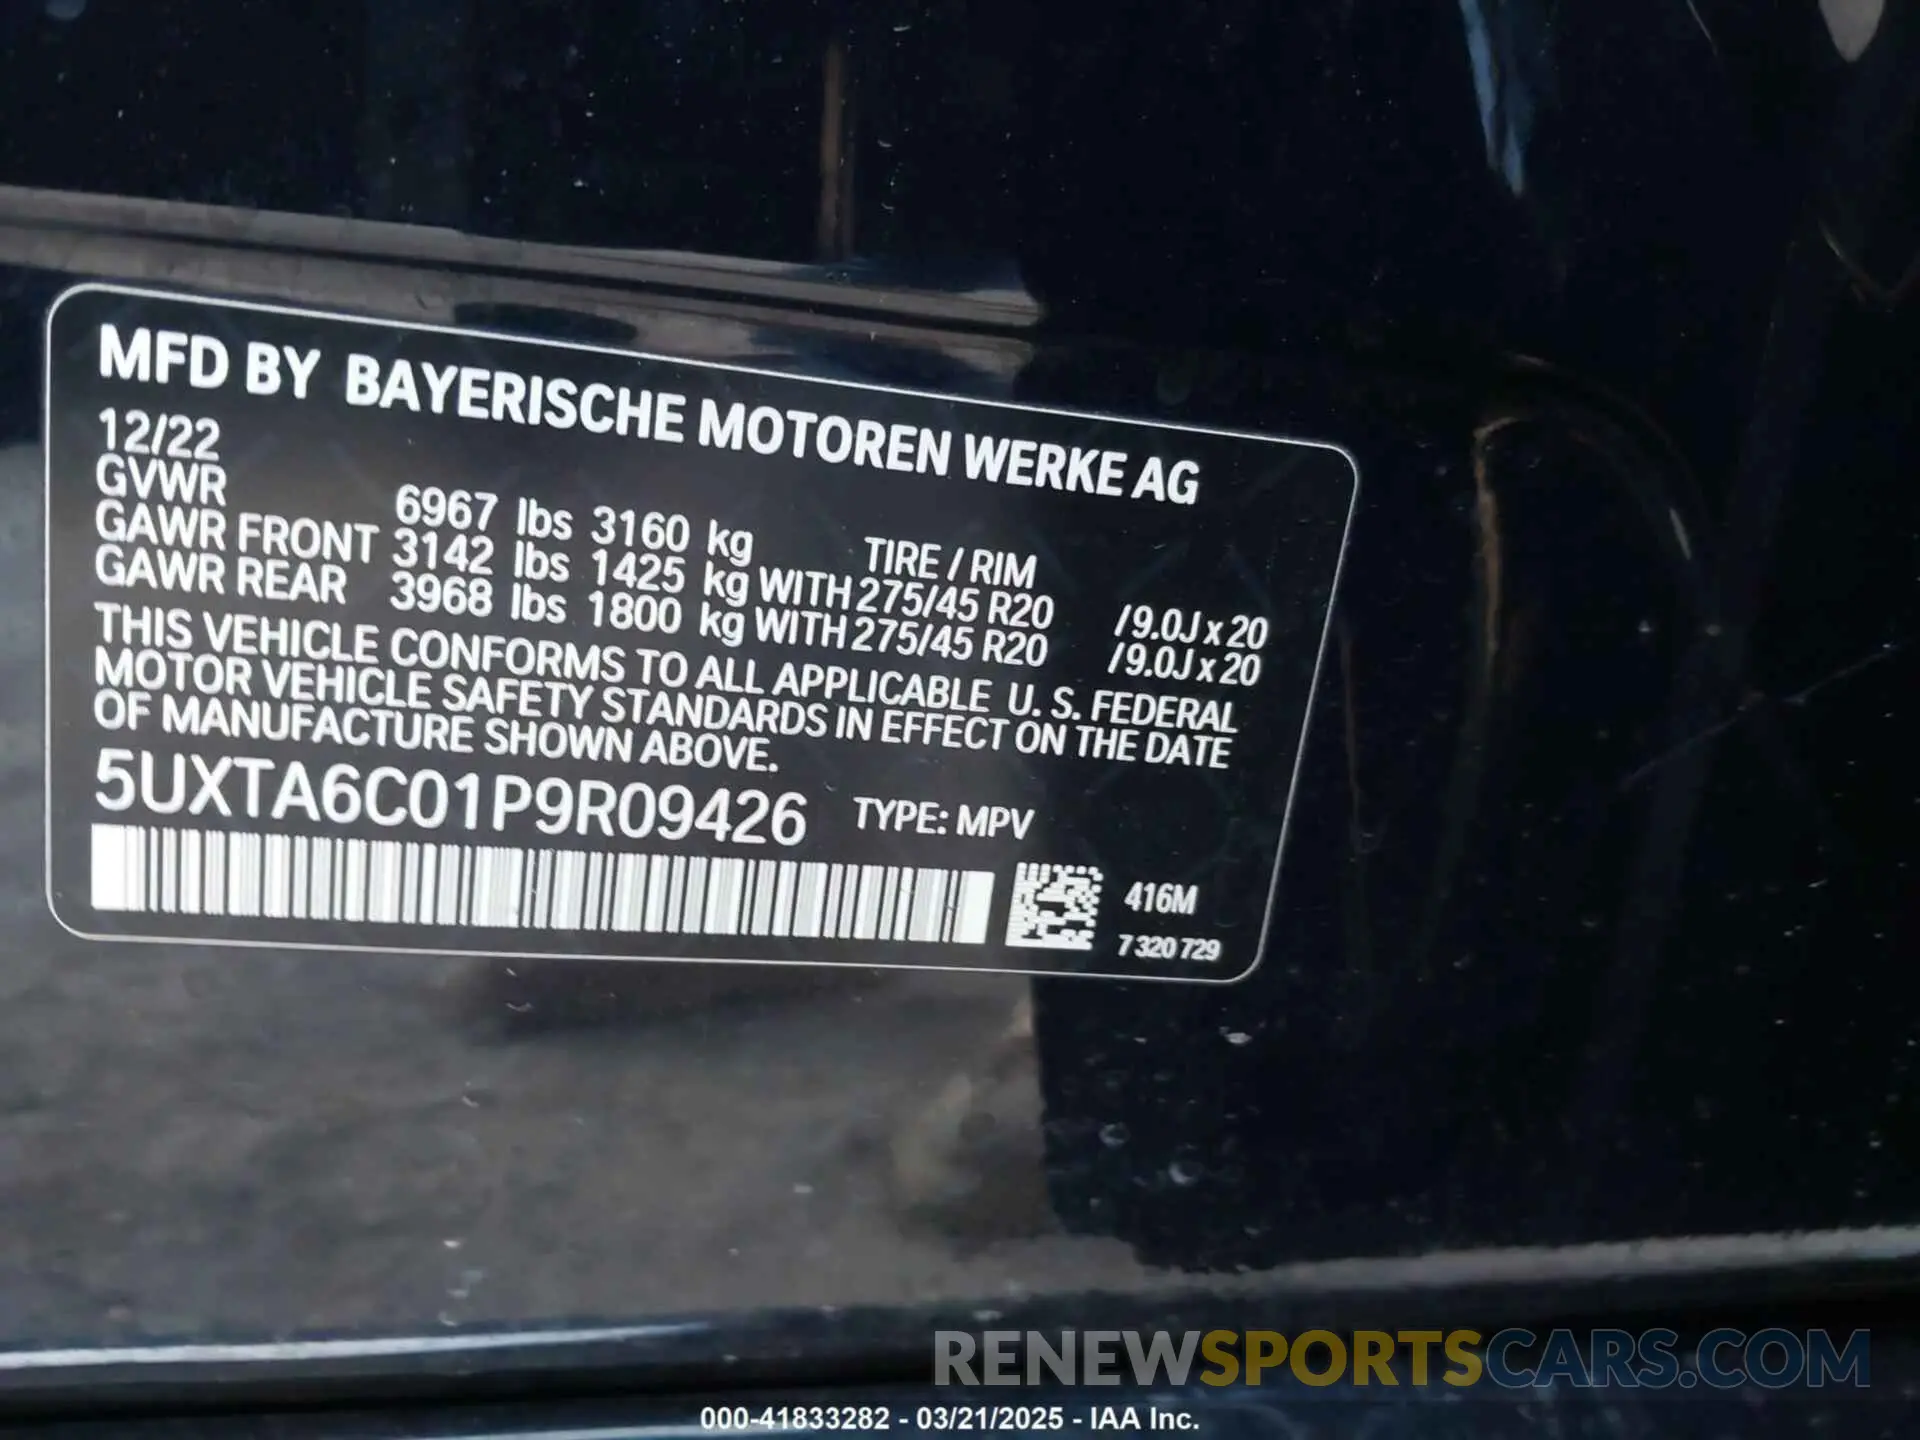 MFD BY BAYERISCHE MOTOREN WERKE AG
12/22
GVWR 6967 lbs 3160 kg TIRE / RIM
GAWR FRONT 3142 lbs 1425 kg WITH 275/45 R20 /9.0J x 20
GAWR REAR 3968 lbs 1800 kg WITH 275/45 R20 /9.0J x 20
THIS VEHICLE CONFORMS TO ALL APPLICABLE U. S. FEDERAL
MOTOR VEHICLE SAFETY STANDARDS IN EFFECT ON THE DATE
OF MANUFACTURE SHOWN ABOVE.
5UXTA6C01P9R09426 TYPE: MPV
416M
7 320 729
RENEWSPORTSCARS.COM
000-41833282 - 03/21/2025 - IAA Inc.